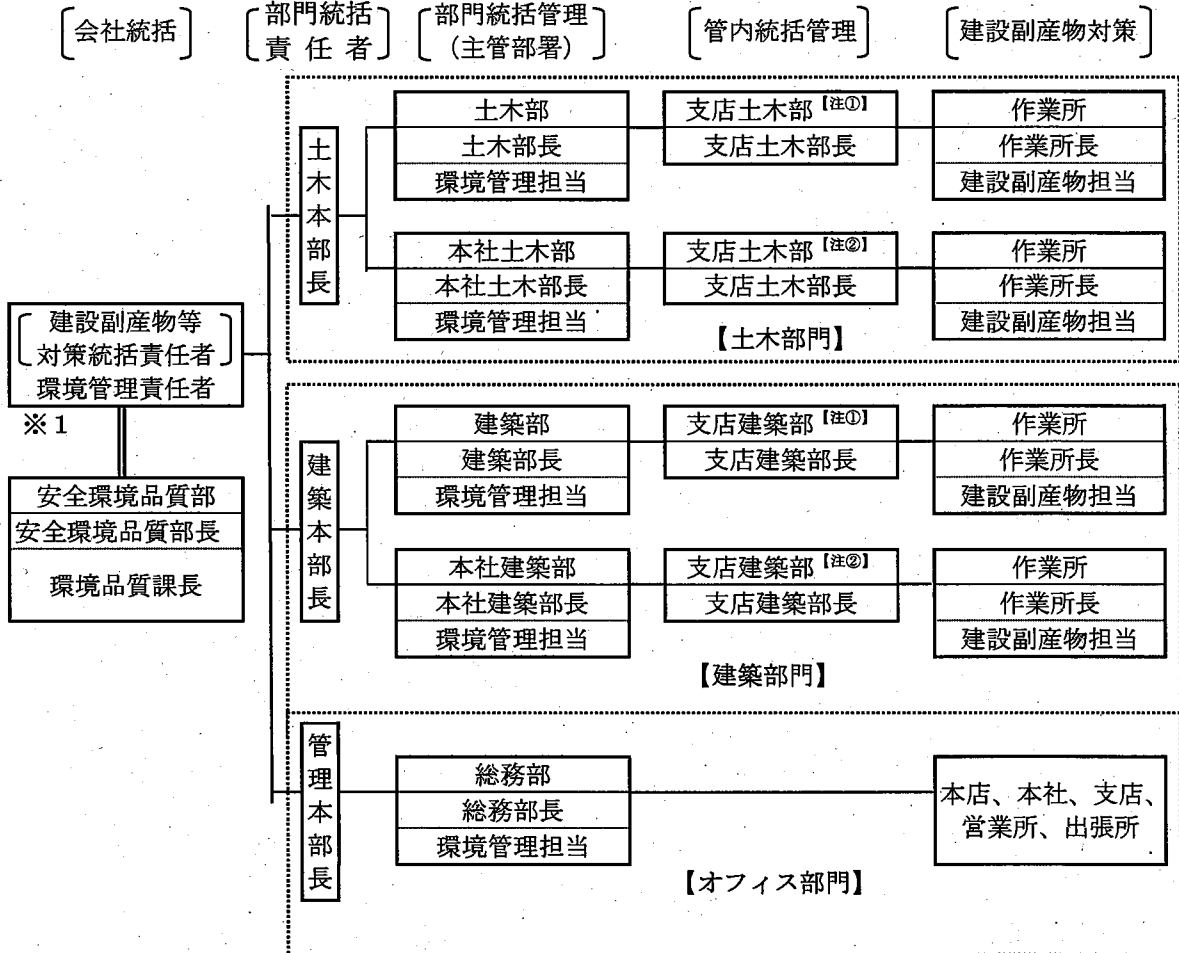 会社統括
部門統括
責任者
部門統括管理
(主管部署)
管内統括管理
建設副産物対策
建設副産物等
対策統括責任者
環境管理責任者
※1
安全環境品質部
安全環境品質部長
環境品質課長
土木本部長
土木部
土木部長
環境管理担当
支店土木部【注①】
支店土木部長
作業所
作業所長
建設副産物担当
本社土木部
本社土木部長
環境管理担当
支店土木部【注②】
支店土木部長
作業所
作業所長
建設副産物担当
【土木部門】
建築本部長
建築部
建築部長
環境管理担当
支店建築部【注①】
支店建築部長
作業所
作業所長
建設副産物担当
本社建築部
本社建築部長
環境管理担当
支店建築部【注②】
支店建築部長
作業所
作業所長
建設副産物担当
【建築部門】
管理本部長
総務部
総務部長
環境管理担当
本店、本社、支店、
営業所、出張所
【オフィス部門】